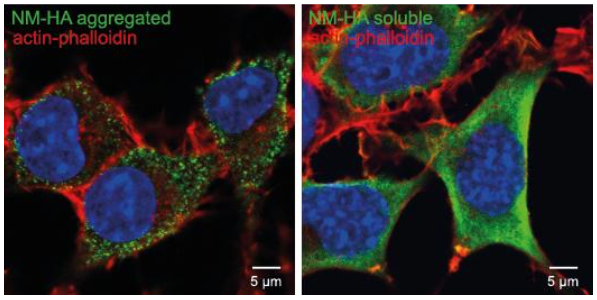 NM-HA aggregated
actin-phalloidin
5 µm
NM-HA soluble
actin-phalloidin
5 µm